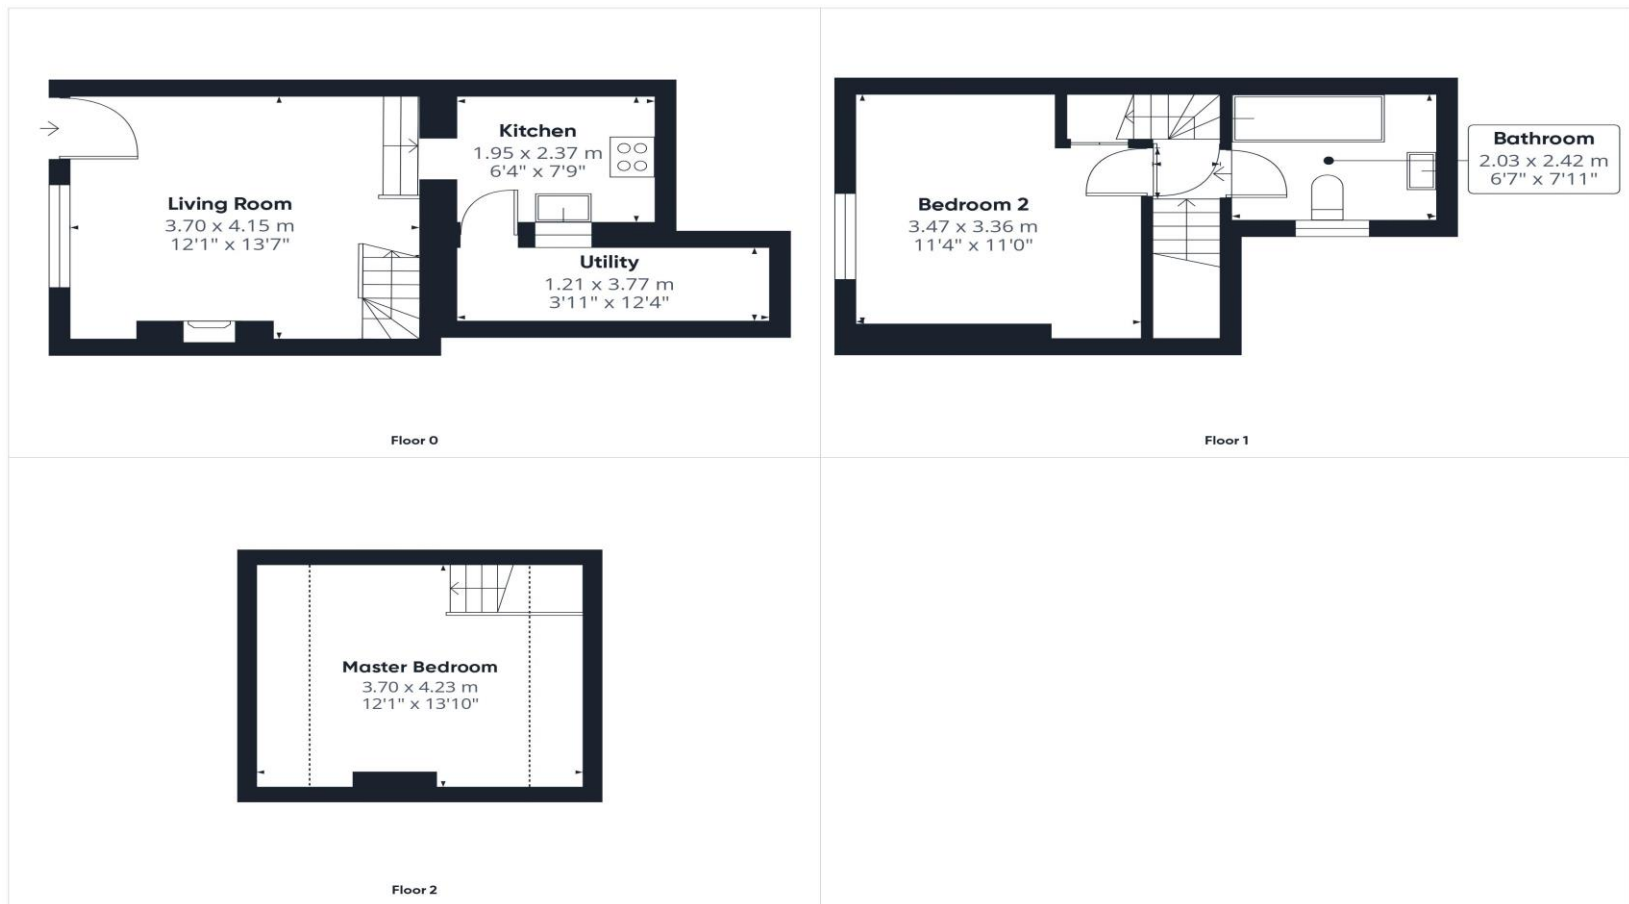 Living Room
3.70 x 4.15 m
12'1" x 13'7"
Kitchen
1.95 x 2.37 m
6'4" x 7'9"
Utility
1.21 x 3.77 m
3'11" x 12'4"
Floor 0
Bedroom 2
3.47 x 3.36 m
11'4" x 11'0"
Bathroom
2.03 x 2.42 m
6'7" x 7'11"
Floor 1
Master Bedroom
3.70 x 4.23 m
12'1" x 13'10"
Floor 2